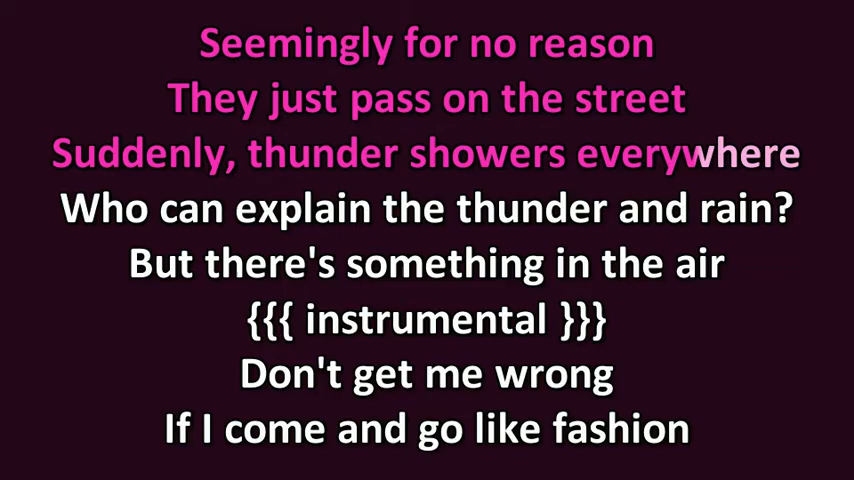 Seemingly for no reason
They just pass on the street
Suddenly, thunder showers everywhere
Who can explain the thunder and rain?
But there's something in the air
{{{ instrumental }}}
Don't get me wrong
If I come and go like fashion